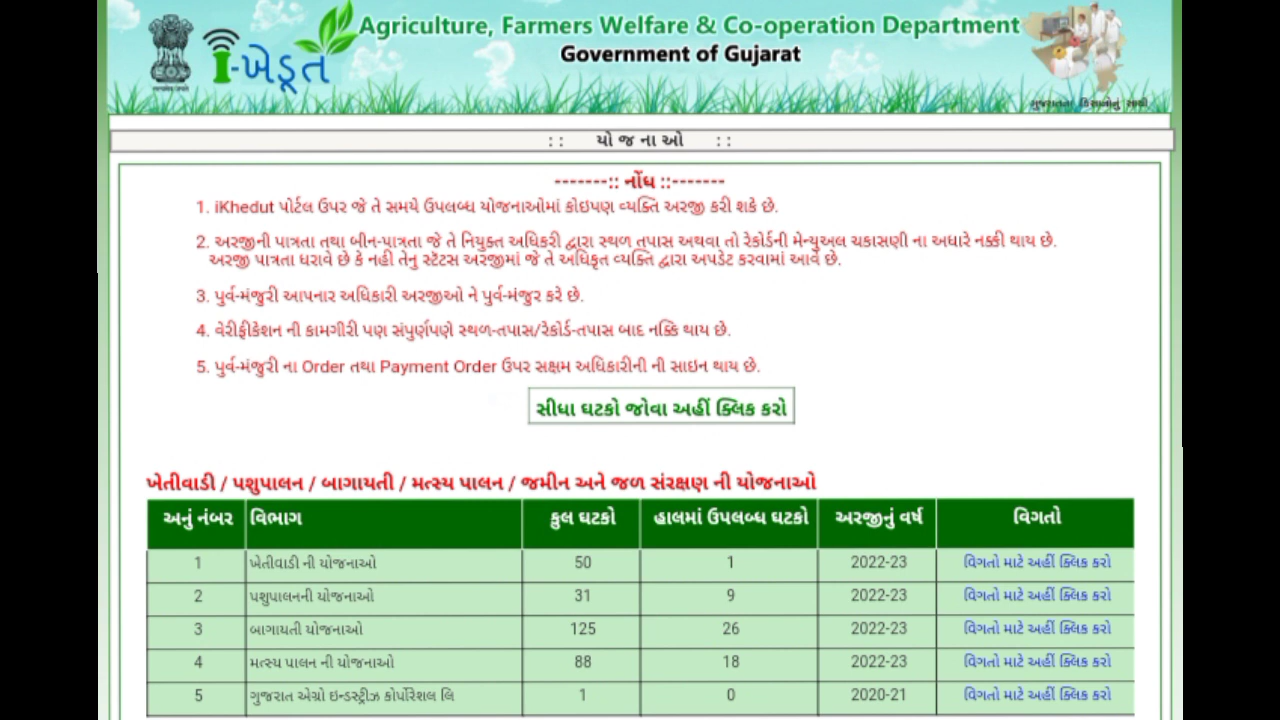 Agriculture, Farmers Welfare & Co-operation Department
i-ખેડૂત
Government of Gujarat
ગુજરાતના કિસાનોનું સાથી
:: યોજનાઓ ::
-------:: નોંધ ::-------
1. iKhedut પોર્ટલ ઉપર જે તે સમયે ઉપલબ્ધ યોજનાઓમાં કોઇપણ વ્યક્તિ અરજી કરી શકે છે.
2. અરજીની પાત્રતા તથા બીન-પાત્રતા જે તે નિયુક્ત અધિકરી દ્વારા સ્થળ તપાસ અથવા તો રેકોર્ડની મેન્યુઅલ ચકાસણી ના અધારે નક્કી થાય છે.
અરજી પાત્રતા ધરાવે છે કે નહી તેનુ સ્ટેટસ અરજીમાં જે તે અધિકૃત વ્યક્તિ દ્વારા અપડેટ કરવામાં આવે છે.
3. પુર્વ-મંજુરી આપનાર અધિકારી અરજીઓ ને પુર્વ-મંજુર કરે છે.
4. વેરીફીકેશન ની કામગીરી પણ સંપુર્ણપણે સ્થળ-તપાસ/રેકોર્ડ-તપાસ બાદ નક્કિ થાય છે.
5. પુર્વ-મંજુરી ના Order તથા Payment Order ઉપર સક્ષમ અધિકારીની ની સાઇન થાય છે.
સીધા ઘટકો જોવા અહીં ક્લિક કરો
ખેતીવાડી / પશુપાલન / બાગાયતી / મત્સ્ય પાલન / જમીન અને જળ સંરક્ષણ ની યોજનાઓ
અનું નંબર વિભાગ કુલ ઘટકો હાલમાં ઉપલબ્ધ ઘટકો અરજીનું વર્ષ વિગતો
1 ખેતીવાડી ની યોજનાઓ 50 1 2022-23 વિગતો માટે અહીં ક્લિક કરો
2 પશુપાલનની યોજનાઓ 31 9 2022-23 વિગતો માટે અહીં ક્લિક કરો
3 બાગાયતી યોજનાઓ 125 26 2022-23 વિગતો માટે અહીં ક્લિક કરો
4 મત્સ્ય પાલન ની યોજનાઓ 88 18 2022-23 વિગતો માટે અહીં ક્લિક કરો
5 ગુજરાત એગ્રો ઇન્ડસ્ટ્રીઝ કોર્પોરેશલ લિ 1 0 2020-21 વિગતો માટે અહીં ક્લિક કરો